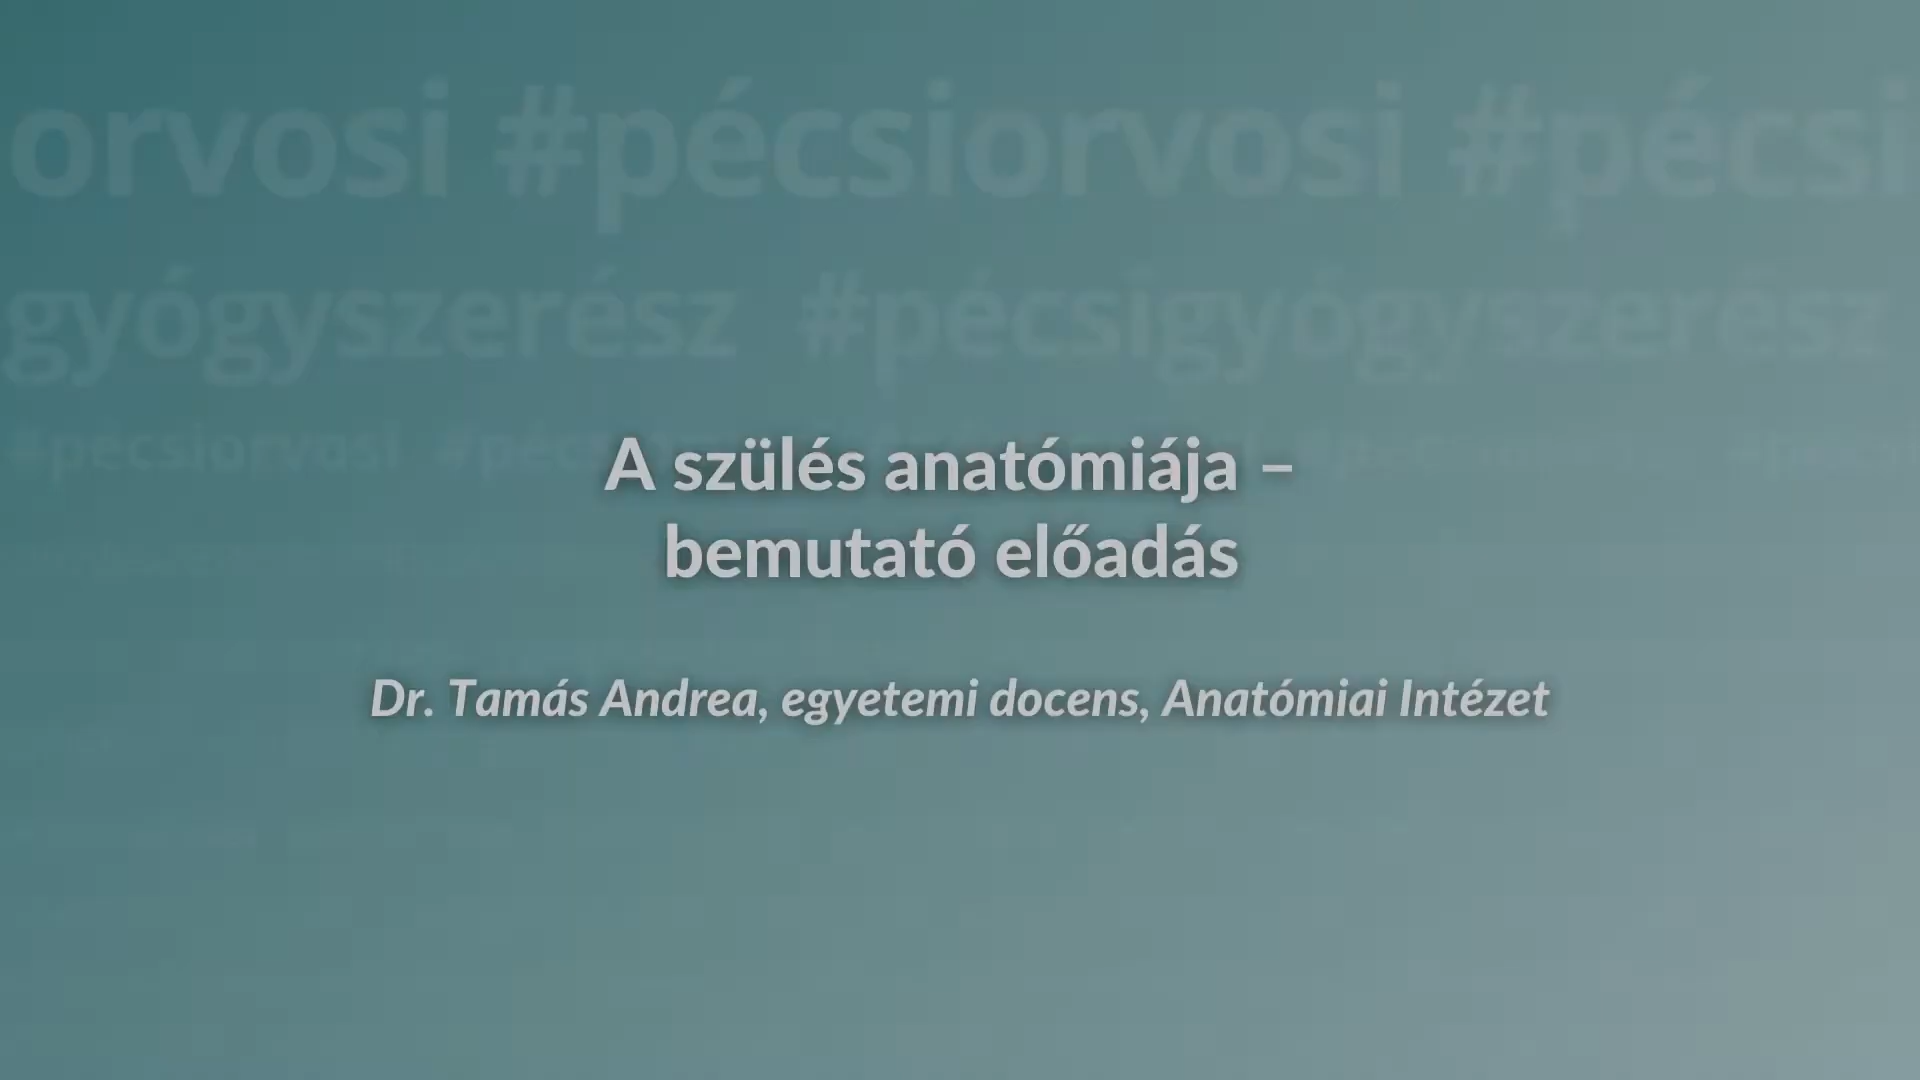 orvosi #pécsiorvosi #pécsi
gyógyszerész #pécsigyógyszerész
#pécsiorvosi
A szülés anatómiája –
bemutató előadás
Dr. Tamás Andrea, egyetemi docens, Anatómiai Intézet